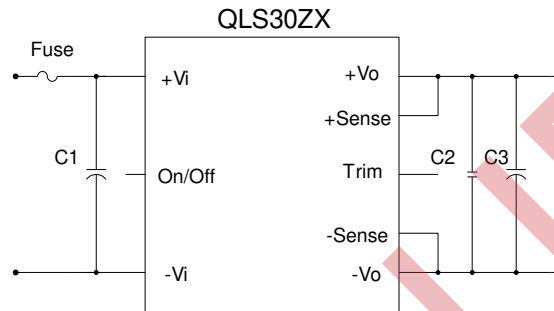 QLS30ZX
Fuse
+Vi
+Vo
+Sense
C1
On/Off
Trim
C2
C3
-Sense
-Vi
-Vo